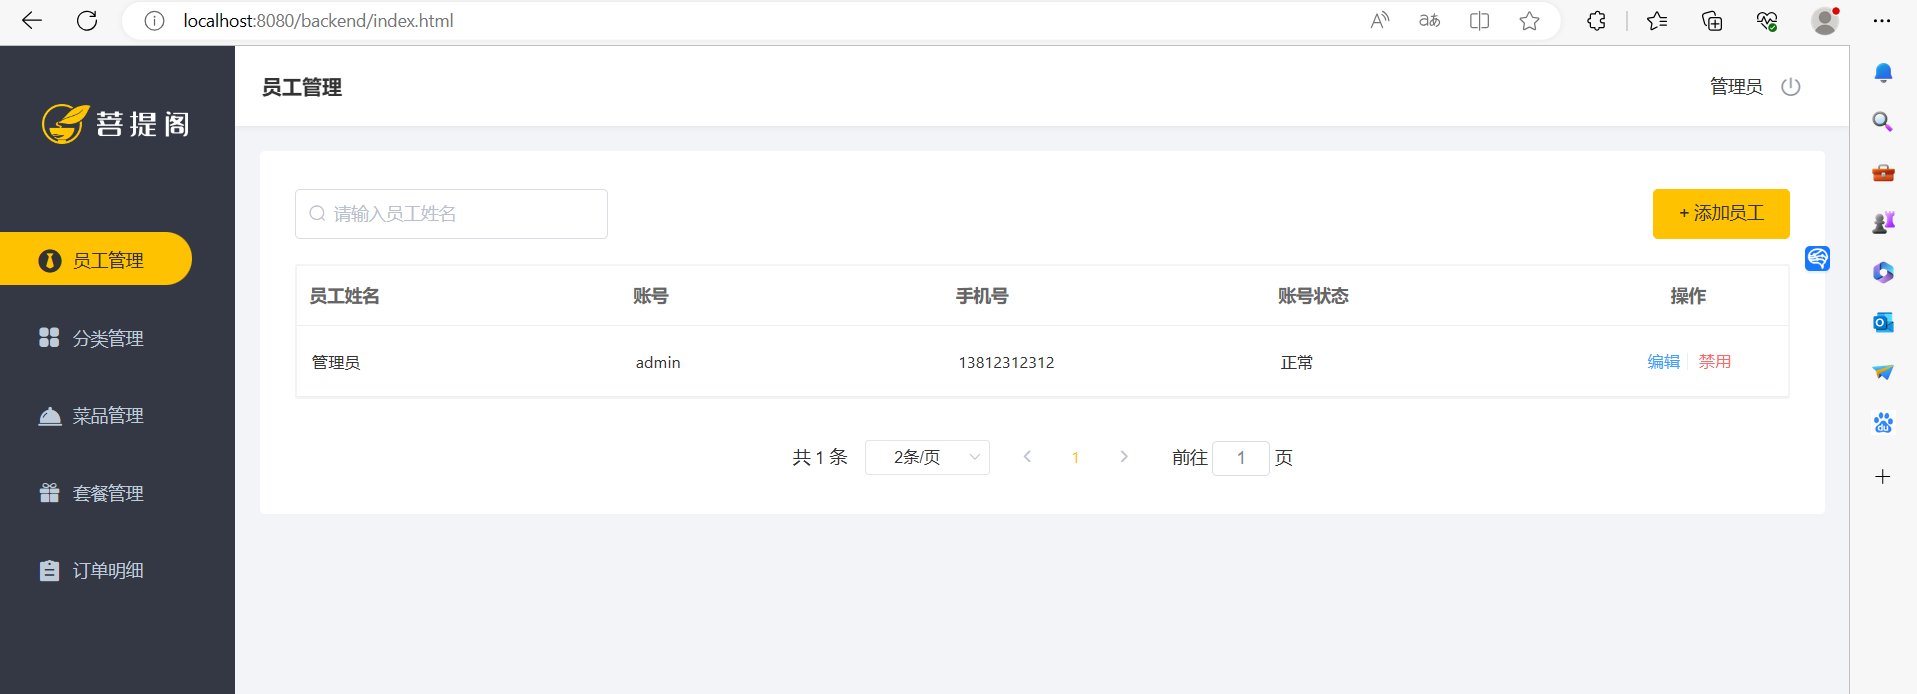 localhost:8080/backend/index.html
菩提阁
员工管理
分类管理
菜品管理
套餐管理
订单明细
员工管理
管理员
请输入员工姓名
+ 添加员工
员工姓名 账号 手机号 账号状态 操作
管理员 admin 13812312312 正常 编辑 禁用
共 1 条 2条/页 1 前往 1 页